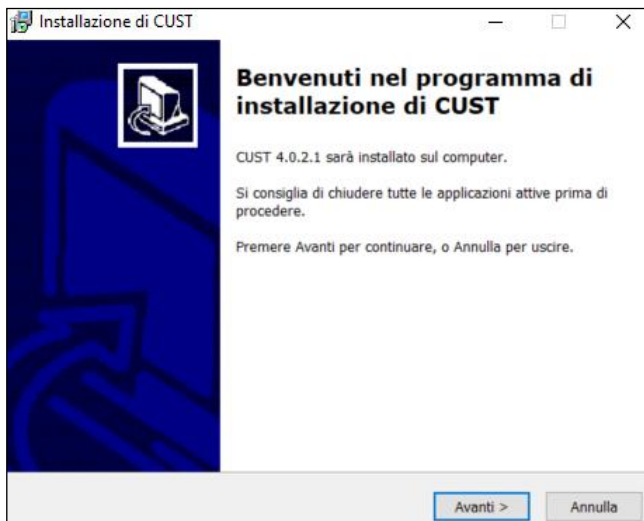 Installazione di CUST
Benvenuti nel programma di
installazione di CUST
CUST 4.0.2.1 sarà installato sul computer.
Si consiglia di chiudere tutte le applicazioni attive prima di
procedere.
Premere Avanti per continuare, o Annulla per uscire.
Avanti >
Annulla